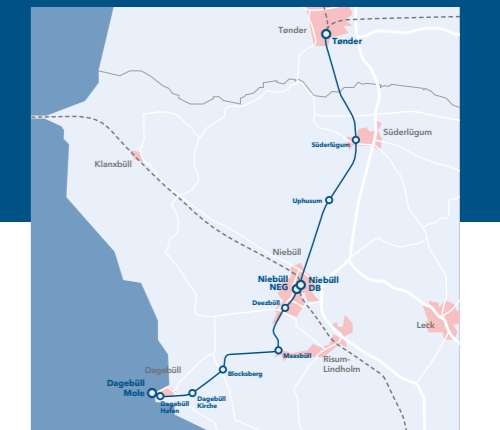 Tønder
Tønder
Süderlügum
Süderlügum
Klanxbüll
Uphusum
Niebüll
Niebüll
NEG
Niebüll
DB
Deezbüll
Leck
Maasbüll
Risum-
Lindholm
Dagebüll
Blocksberg
Dagebüll
Mole
Dagebüll
Hafen
Dagebüll
Kirche